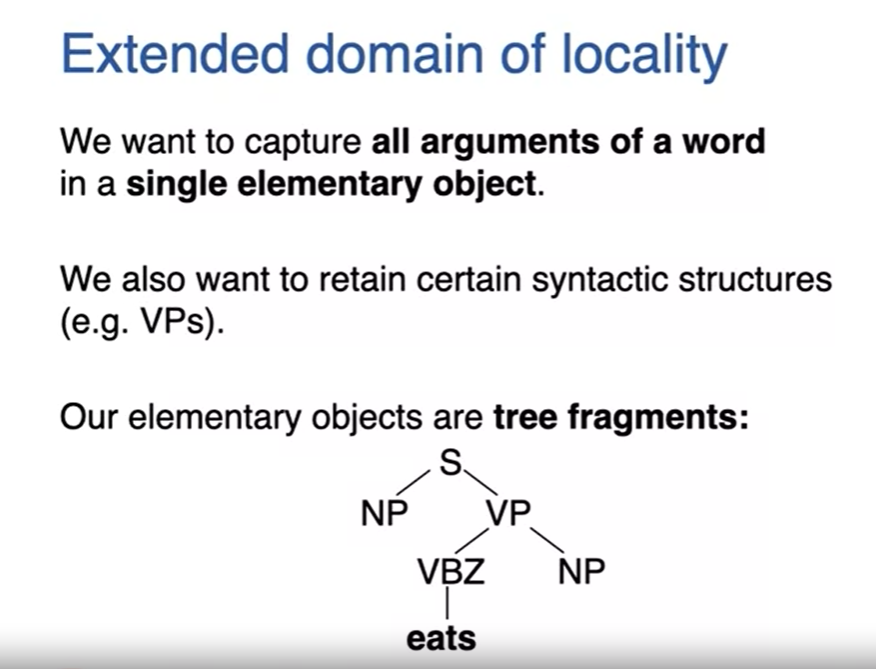 Extended domain of locality
We want to capture all arguments of a word
in a single elementary object.
We also want to retain certain syntactic structures
(e.g. VPs).
Our elementary objects are tree fragments:
S
NP VP
VBZ NP
eats